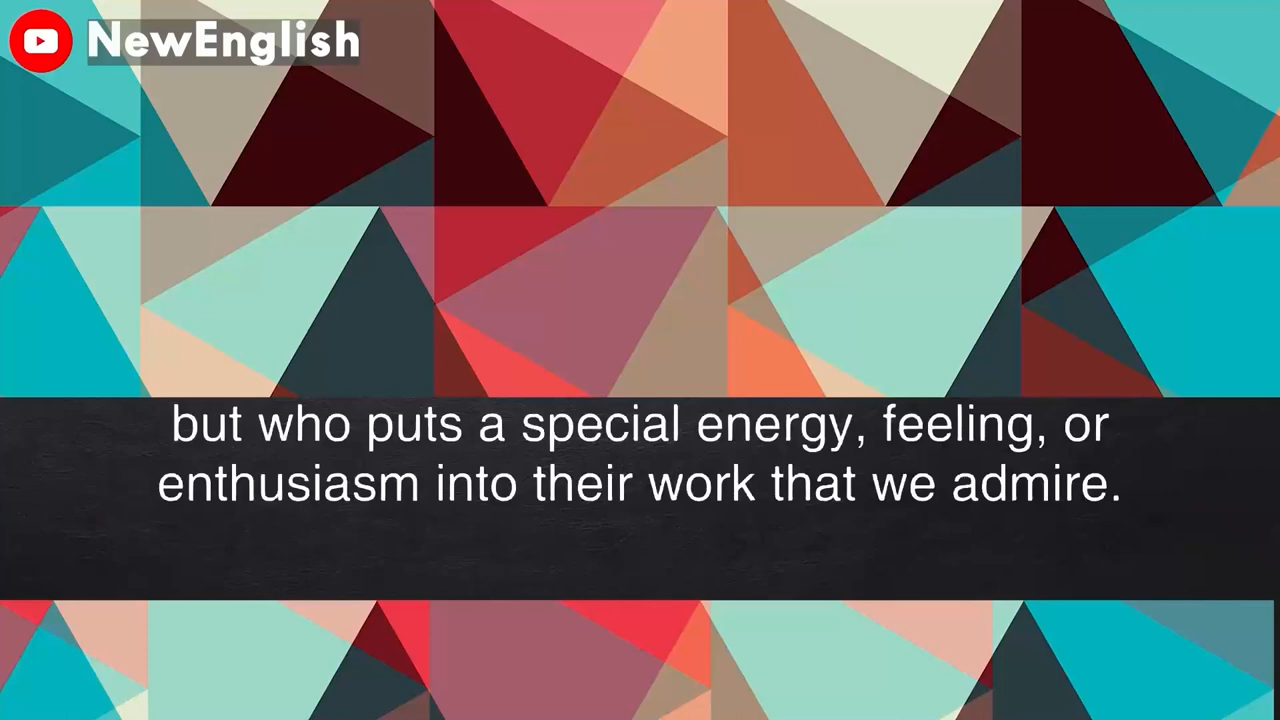 NewEnglish
but who puts a special energy, feeling, or
enthusiasm into their work that we admire.